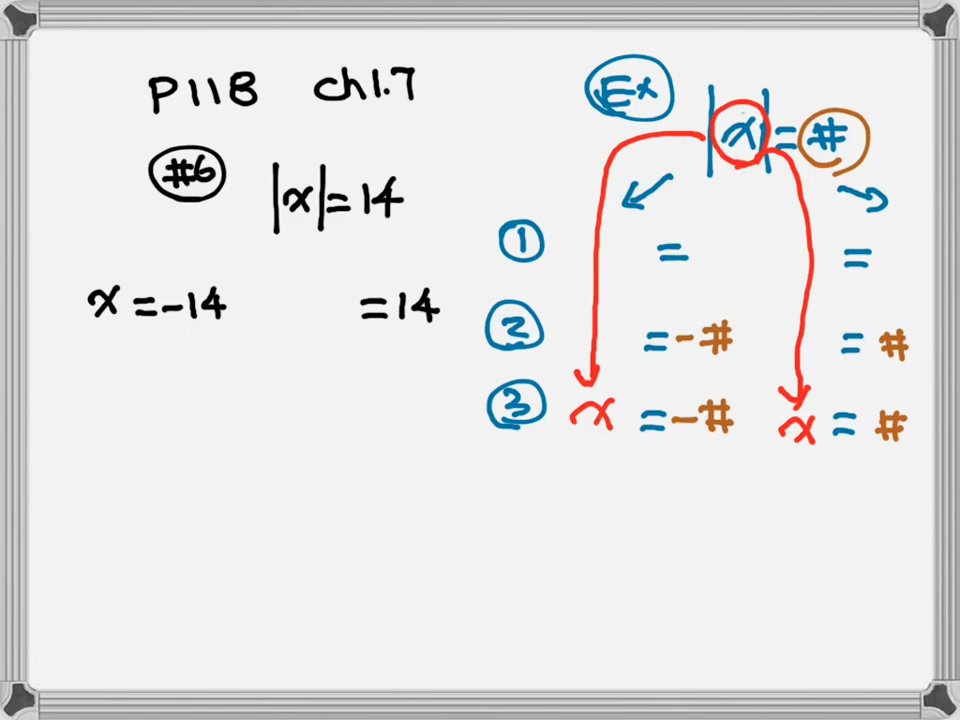 P118 ch1.7
#6 |x|=14
x =-14 =14
Ex |x|=#
① = =
② =-# =#
③ x =-# x =#